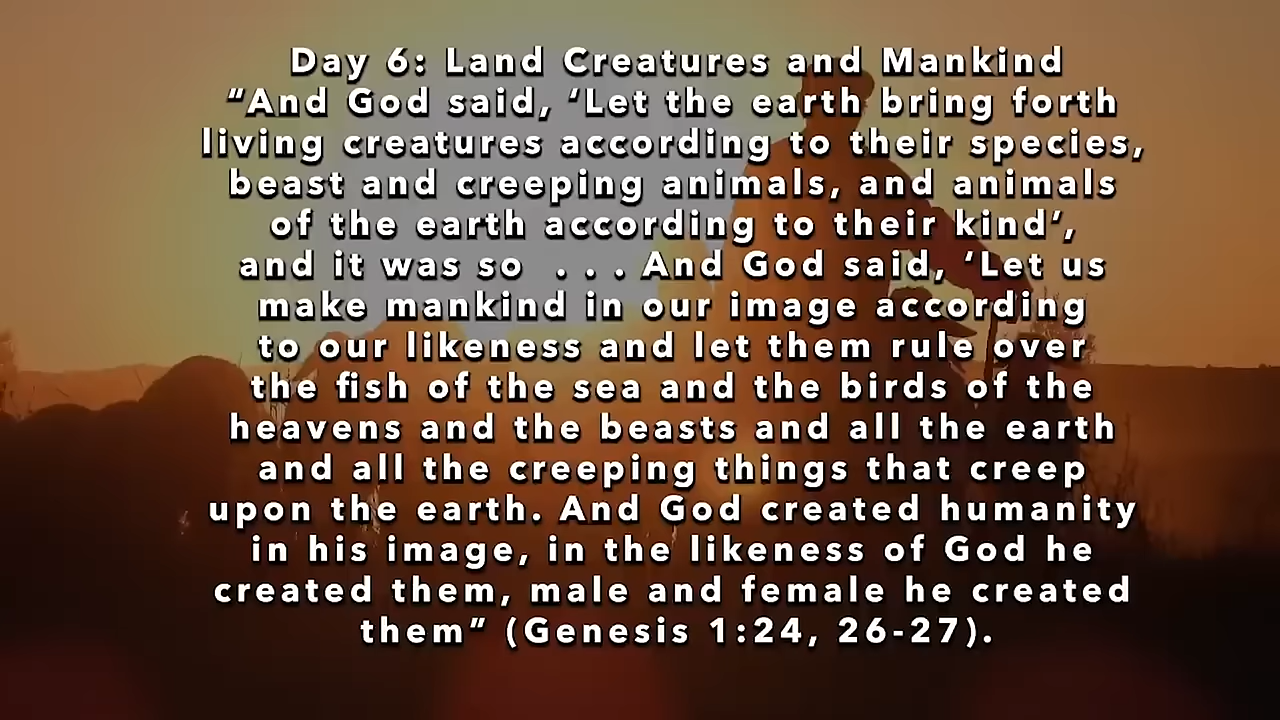 Day 6: Land Creatures and Mankind
“And God said, ‘Let the earth bring forth
living creatures according to their species,
beast and creeping animals, and animals
of the earth according to their kind’,
and it was so . . . And God said, ‘Let us
make mankind in our image according
to our likeness and let them rule over
the fish of the sea and the birds of the
heavens and the beasts and all the earth
and all the creeping things that creep
upon the earth. And God created humanity
in his image, in the likeness of God he
created them, male and female he created
them” (Genesis 1:24, 26-27).